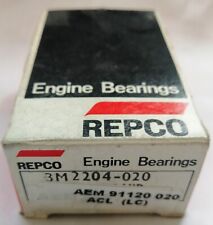 Engine Bearings
REPCO
REPCO Engine Bearings
3M2204-020
AEM 91120 020
ACL (LC)